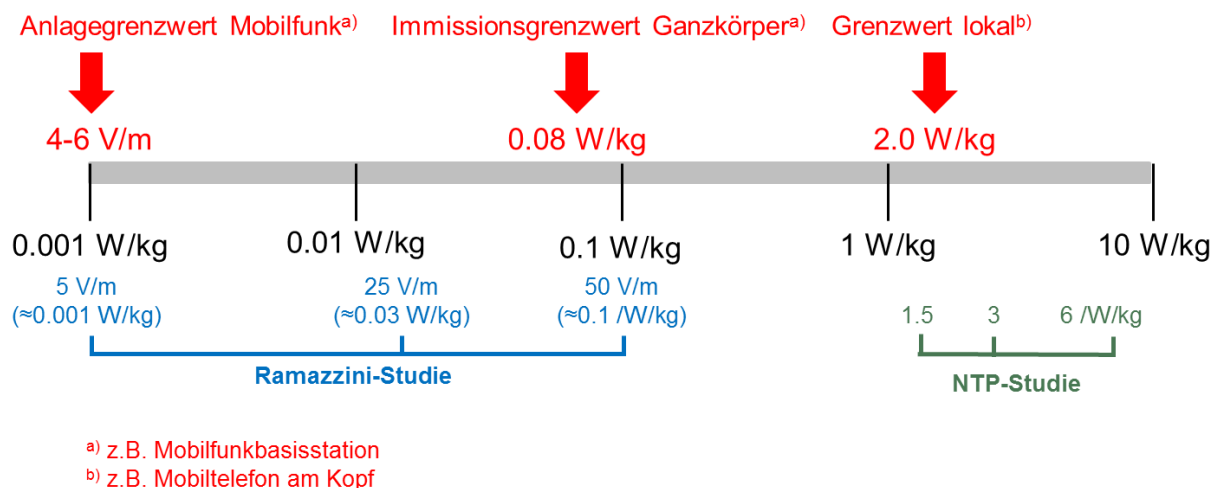 Anlagegrenzwert Mobilfunkᵃ⁾ Immissionsgrenzwert Ganzkörperᵃ⁾ Grenzwert lokalᵇ⁾
4-6 V/m 0.08 W/kg 2.0 W/kg
0.001 W/kg 0.01 W/kg 0.1 W/kg 1 W/kg 10 W/kg
5 V/m 25 V/m 50 V/m
(≈0.001 W/kg) (≈0.03 W/kg) (≈0.1 /W/kg)
1.5 3 6 /W/kg
Ramazzini-Studie
NTP-Studie
ᵃ⁾ z.B. Mobilfunkbasisstation
ᵇ⁾ z.B. Mobiltelefon am Kopf